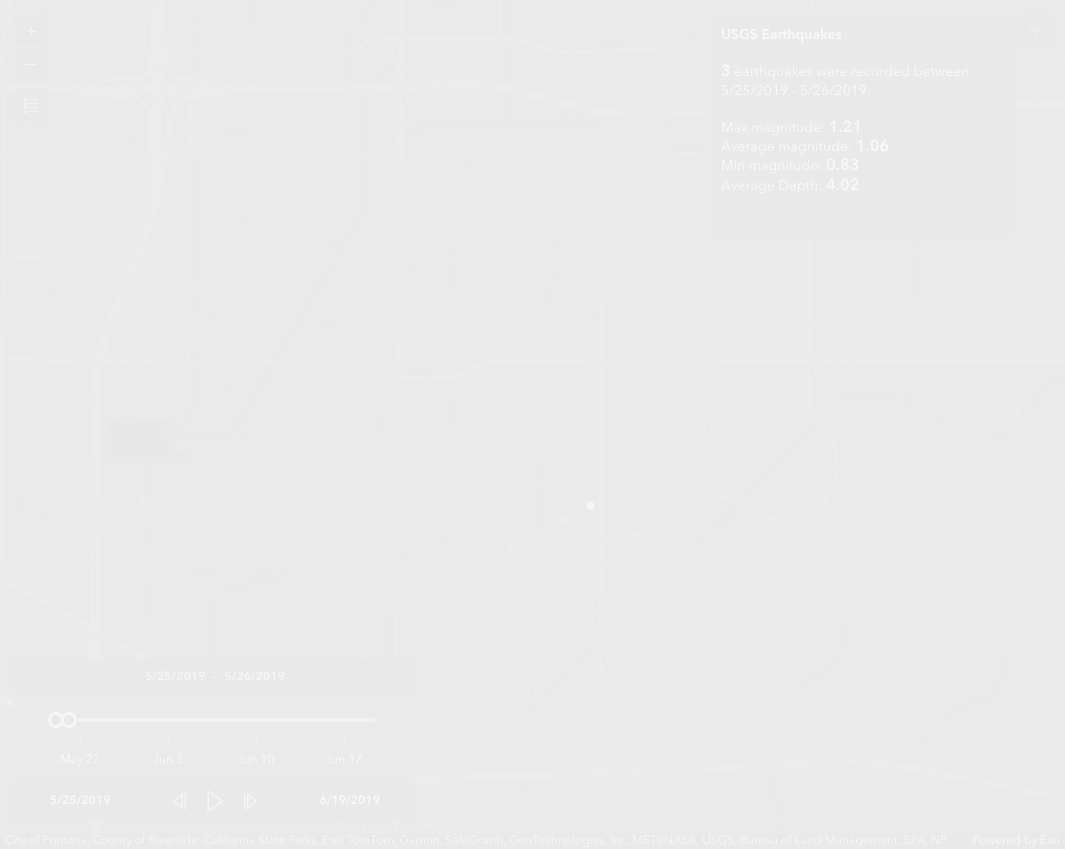 USGS Earthquakes
3 earthquakes were recorded between
5/25/2019 - 5/26/2019.
Max magnitude: 1.21
Average magnitude: 1.06
Min magnitude: 0.83
Average Depth: 4.02
5/25/2019 - 5/26/2019
May 27 Jun 3 Jun 10 Jun 17
5/25/2019 6/19/2019
City of Fontana, County of Riverside, California State Parks, Esri, TomTom, Garmin, SafeGraph, GeoTechnologies, Inc, METI/NASA, USGS, Bureau of Land Management, EPA, NP Powered by Esri